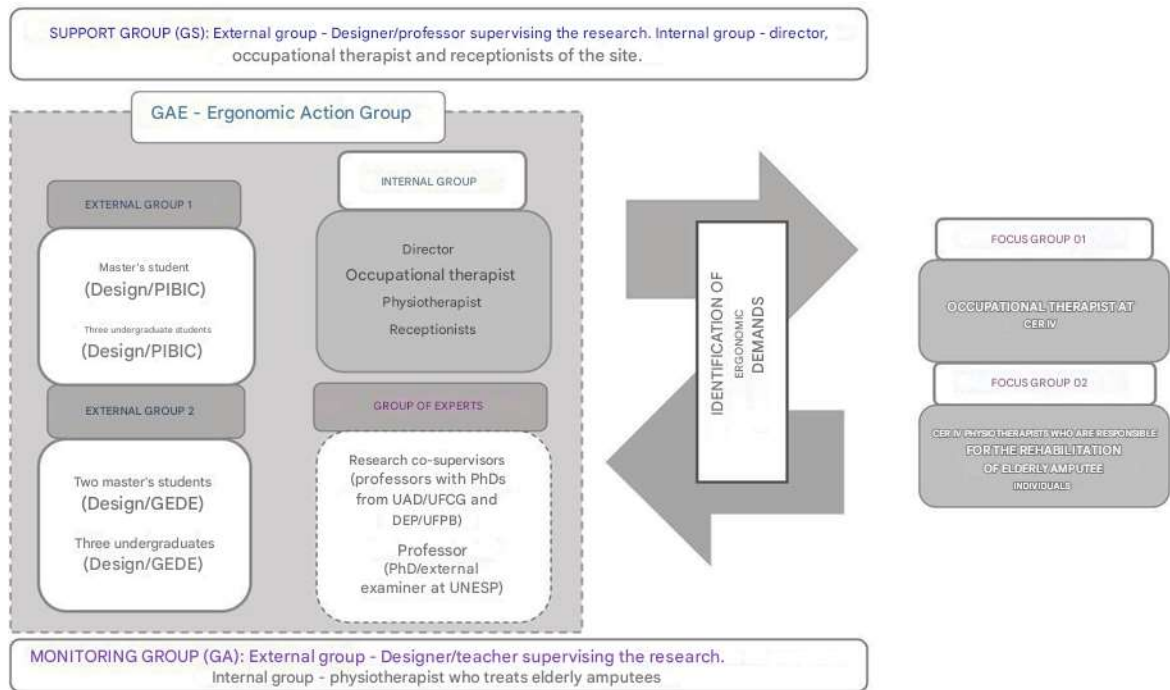 SUPPORT GROUP (GS): External group - Designer/professor supervising the research. Internal group - director,
occupational therapist and receptionists of the site.
GAE - Ergonomic Action Group
EXTERNAL GROUP 1
Master's student
(Design/PIBIC)
Three undergraduate students
(Design/PIBIC)
EXTERNAL GROUP 2
Two master's students
(Design/GEDE)
Three undergraduates
(Design/GEDE)
INTERNAL GROUP
Director
Occupational therapist
Physiotherapist
Receptionists
GROUP OF EXPERTS
Research co-supervisors
(professors with PhDs
from UAD/UFCG and
DEP/UFPB)
Professor
(PhD/external
examiner at UNESP)
IDENTIFICATION OF
ERGONOMIC
DEMANDS
FOCUS GROUP 01
OCCUPATIONAL THERAPIST AT
CER IV
FOCUS GROUP 02
CER IV PHYSIOTHERAPISTS WHO ARE RESPONSIBLE
FOR THE REHABILITATION
OF ELDERLY AMPUTEE
INDIVIDUALS
MONITORING GROUP (GA): External group - Designer/teacher supervising the research.
Internal group - physiotherapist who treats elderly amputees